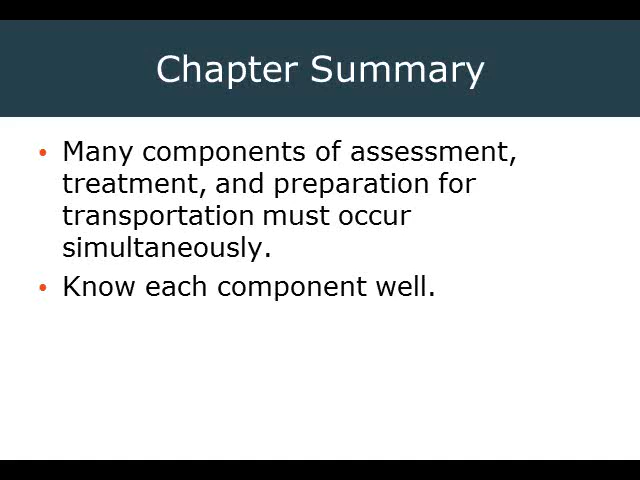 Chapter Summary
• Many components of assessment,
treatment, and preparation for
transportation must occur
simultaneously.
• Know each component well.